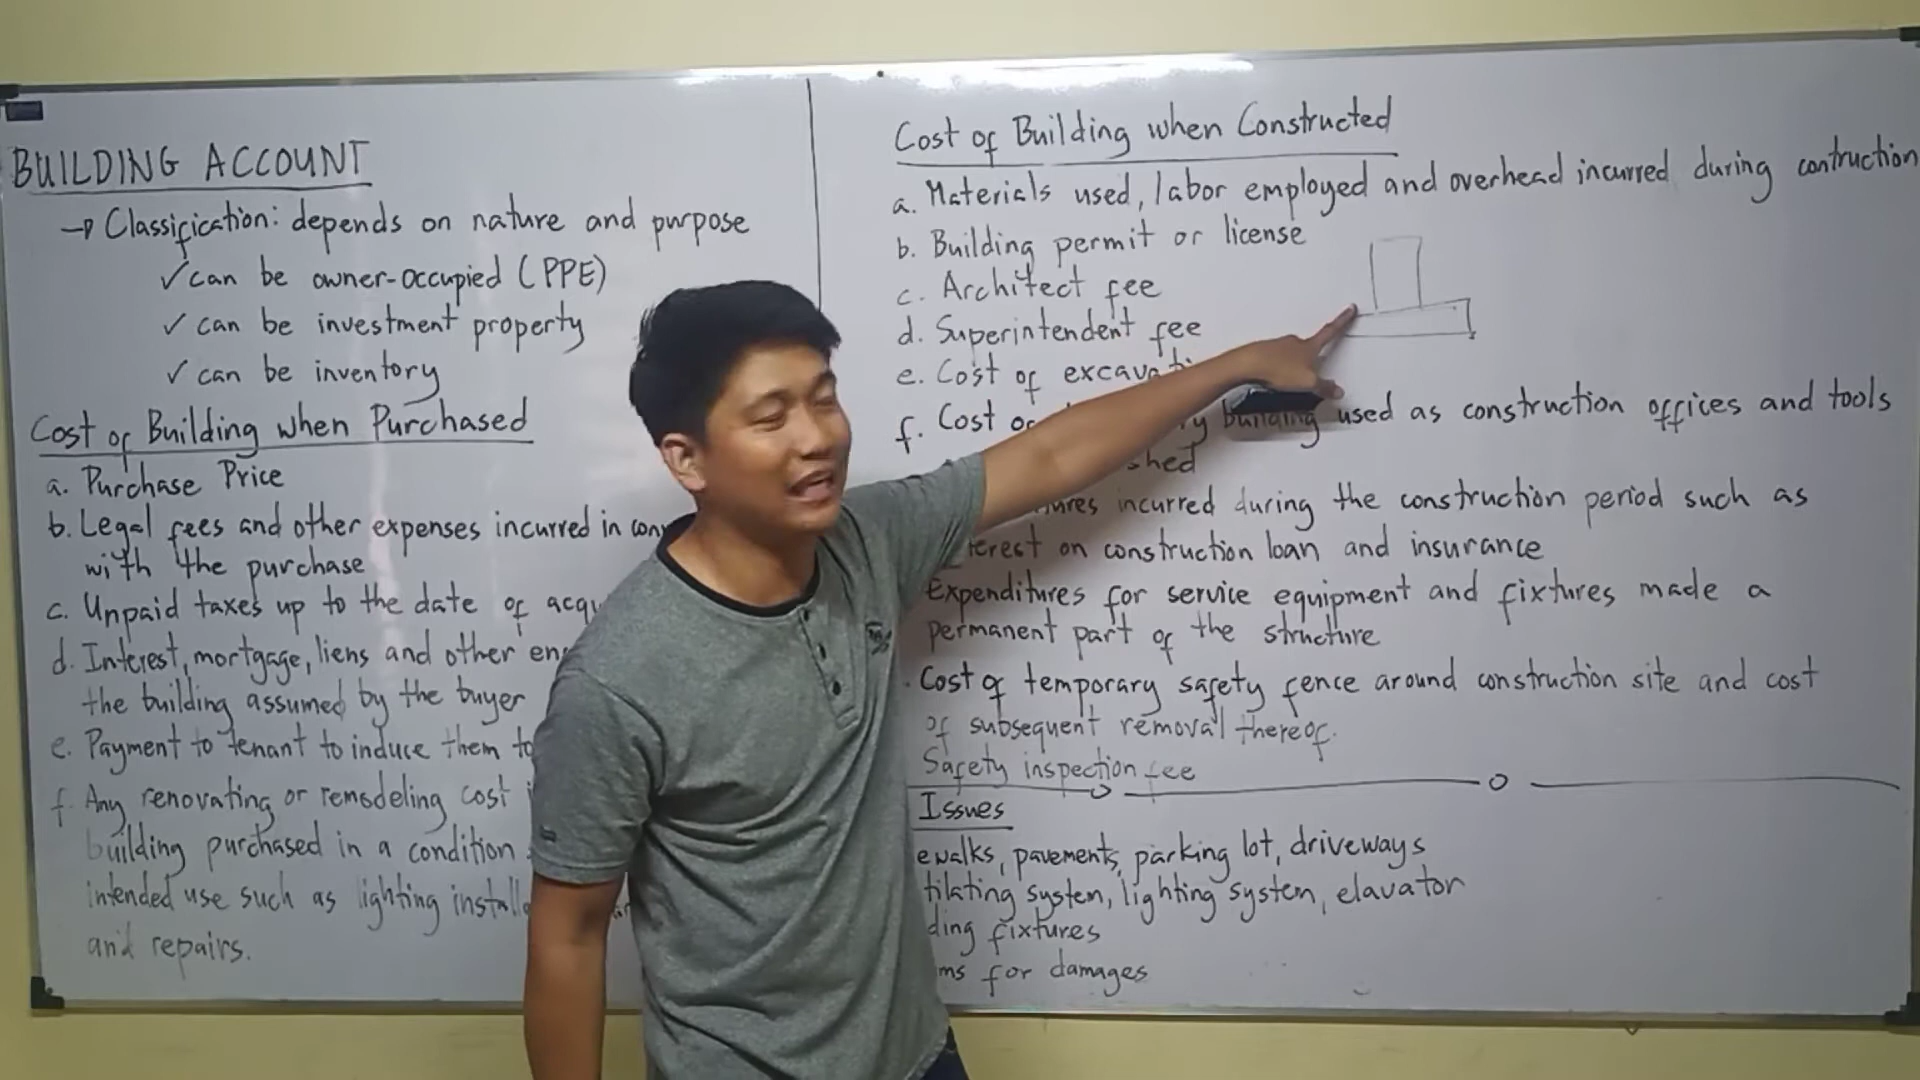 BUILDING ACCOUNT
→ Classification: depends on nature and purpose
✓ can be owner-occupied (PPE)
✓ can be investment property
✓ can be inventory
Cost of Building when Purchased
a. Purchase Price
b. Legal fees and other expenses incurred in
with the purchase
c. Unpaid taxes up to the date of
d. Interest, mortgage, liens and other
the building assumed by the buyer
e. Payment to tenant to induce them to
f. Any renovating or remodeling cost
building purchased in a condition
intended use such as lighting
and repairs.
Cost of Building when Constructed
a. Materials used, labor employed and overhead incurred during contruction
b. Building permit or license
c. Architect fee
d. Superintendent fee
e. Cost of
f. Cost building used as construction offices and tools
shed
incurred during the construction period such as
on construction loan and insurance
Expenditures for service equipment and fixtures made a
permanent part of the structure
Cost of temporary safety fence around construction site and cost
of subsequent removal thereof.
Safety inspection fee
Issues
pavements, parking lot, driveways
system, lighting system, elavator
fixtures
for damages